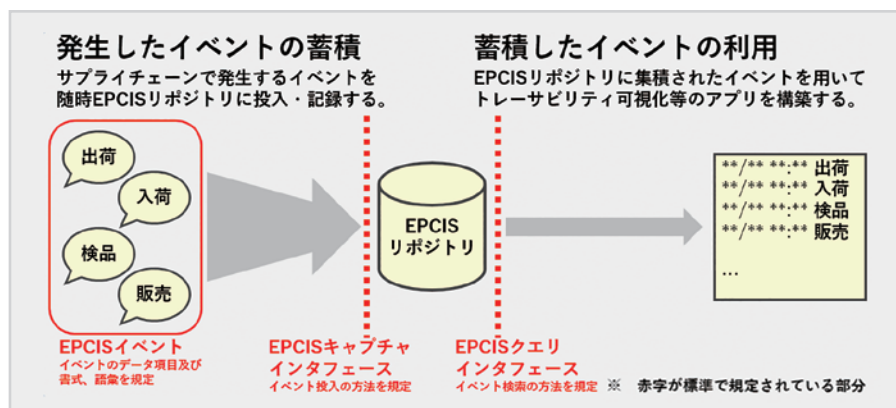 発生したイベントの蓄積
サプライチェーンで発生するイベントを
随時EPCISリポジトリに投入・記録する。
蓄積したイベントの利用
EPCISリポジトリに集積されたイベントを用いて
トレーサビリティ可視化等のアプリを構築する。
出荷
入荷
検品
販売
EPCIS
リポジトリ
**/** **:** 出荷
**/** **:** 入荷
**/** **:** 検品
**/** **:** 販売
...
EPCISイベント
イベントのデータ項目及び
書式、語彙を規定
EPCISキャプチャ
インタフェース
イベント投入の方法を規定
EPCISクエリ
インタフェース
イベント検索の方法を規定
※ 赤字が標準で規定されている部分